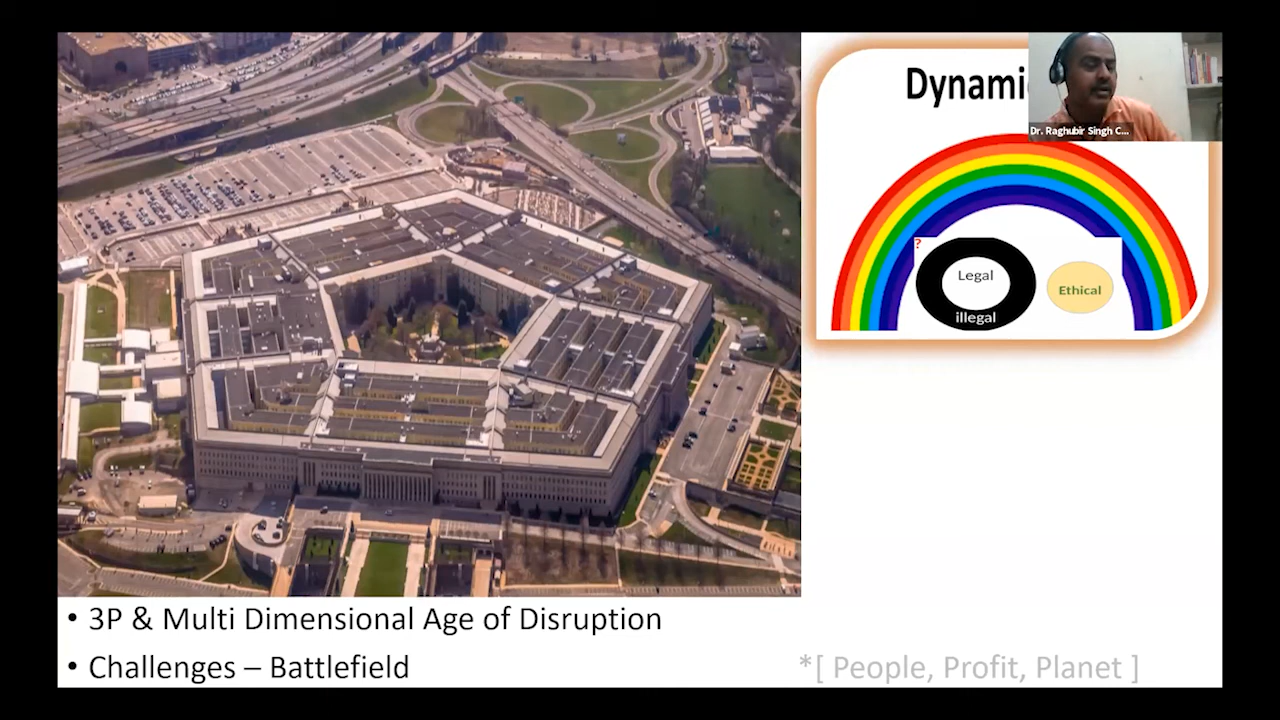 Dynami
Dr. Raghubir Singh C...
?
Legal
Ethical
illegal
• 3P & Multi Dimensional Age of Disruption
• Challenges – Battlefield
*[ People, Profit, Planet ]